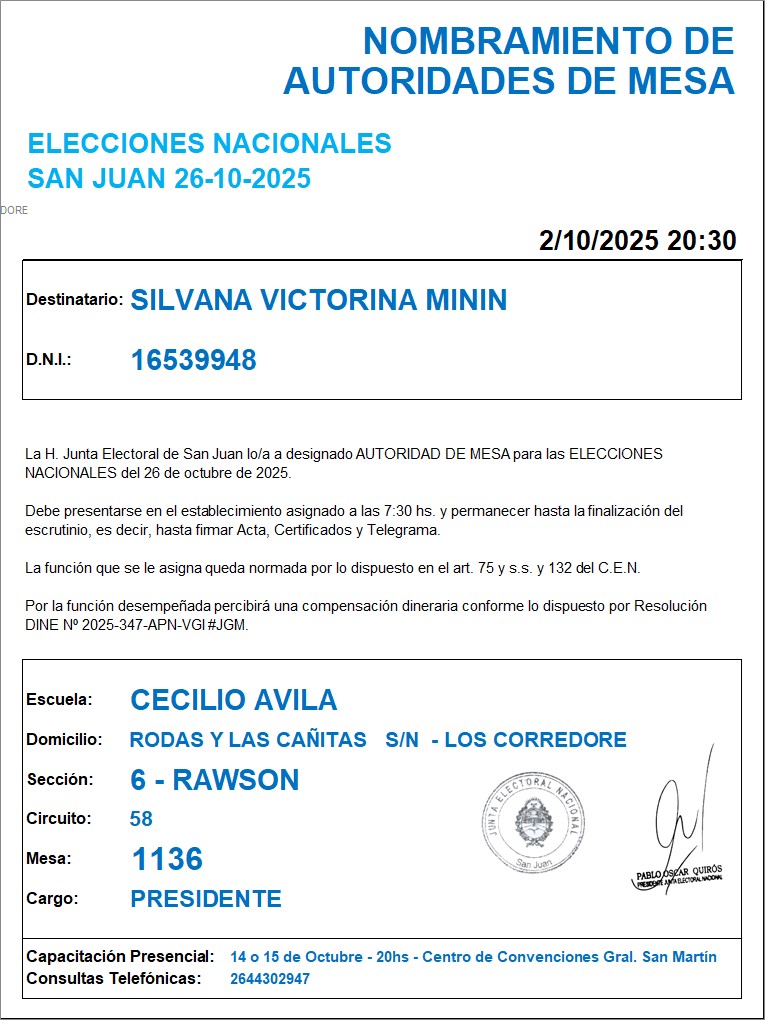 NOMBRAMIENTO DE
AUTORIDADES DE MESA
ELECCIONES NACIONALES
SAN JUAN 26-10-2025
DORE
2/10/2025 20:30
Destinatario: SILVANA VICTORINA MININ
D.N.I.: 16539948
La H. Junta Electoral de San Juan lo/a a designado AUTORIDAD DE MESA para las ELECCIONES
NACIONALES del 26 de octubre de 2025.
Debe presentarse en el establecimiento asignado a las 7:30 hs. y permanecer hasta la finalización del
escrutinio, es decir, hasta firmar Acta, Certificados y Telegrama.
La función que se le asigna queda normada por lo dispuesto en el art. 75 y s.s. y 132 del C.E.N.
Por la función desempeñada percibirá una compensación dineraria conforme lo dispuesto por Resolución
DINE Nº 2025-347-APN-VGI#JGM.
Escuela: CECILIO AVILA
Domicilio: RODAS Y LAS CAÑITAS S/N - LOS CORREDORE
Sección: 6 - RAWSON
Circuito: 58
Mesa: 1136
Cargo: PRESIDENTE
JUNTA ELECTORAL NACIONAL
San Juan
PABLO OSCAR QUIRÓS
PRESIDENTE JUNTA ELECTORAL NACIONAL
Capacitación Presencial: 14 o 15 de Octubre - 20hs - Centro de Convenciones Gral. San Martín
Consultas Telefónicas: 2644302947